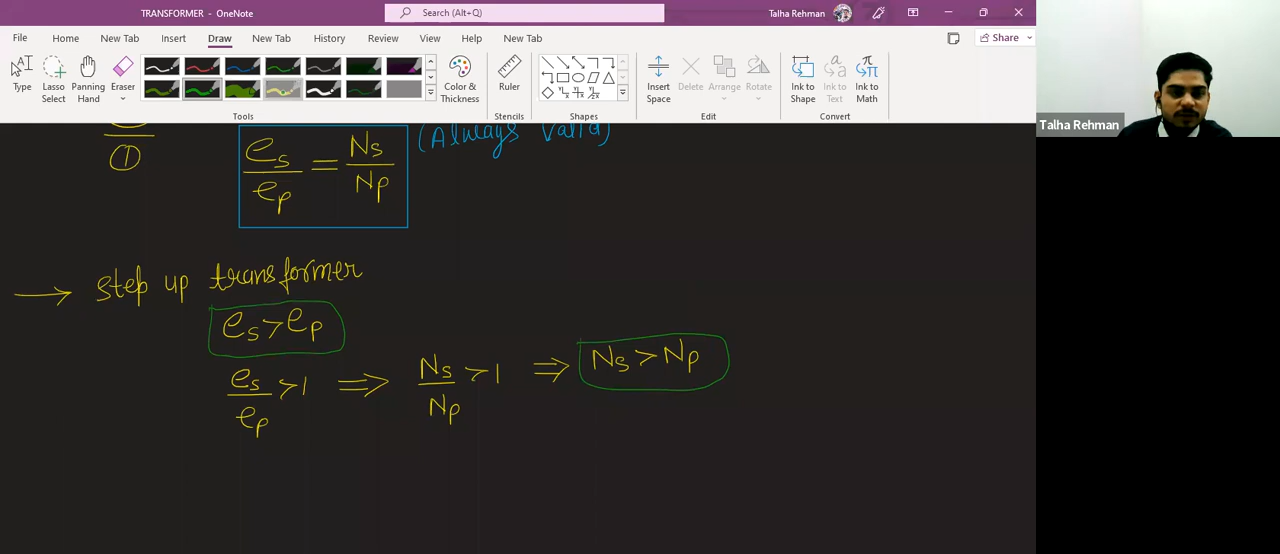 TRANSFORMER - OneNote
Search (Alt+Q)
Talha Rehman
File Home New Tab Insert Draw New Tab History Review View Help New Tab
Share
Type Lasso Select Panning Hand Eraser
Color & Thickness
Ruler
Insert Space Delete Arrange Rotate
Ink to Shape Ink to Text Ink to Math
Tools Stencils Shapes Edit Convert
Talha Rehman
(Always Valid)
①
es/ep = Ns/Np
→ step up transformer
es > ep
es/ep > 1 ⇒ Ns/Np > 1 ⇒ Ns > Np